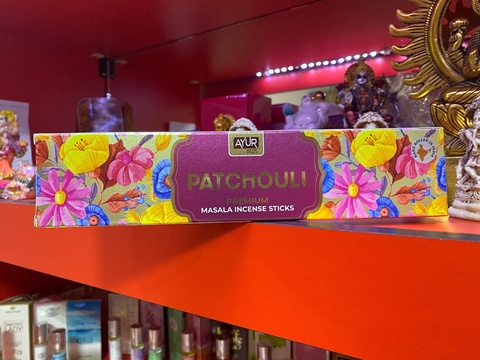 AYUR
PATCHOULI
PREMIUM
MASALA INCENSE STICKS